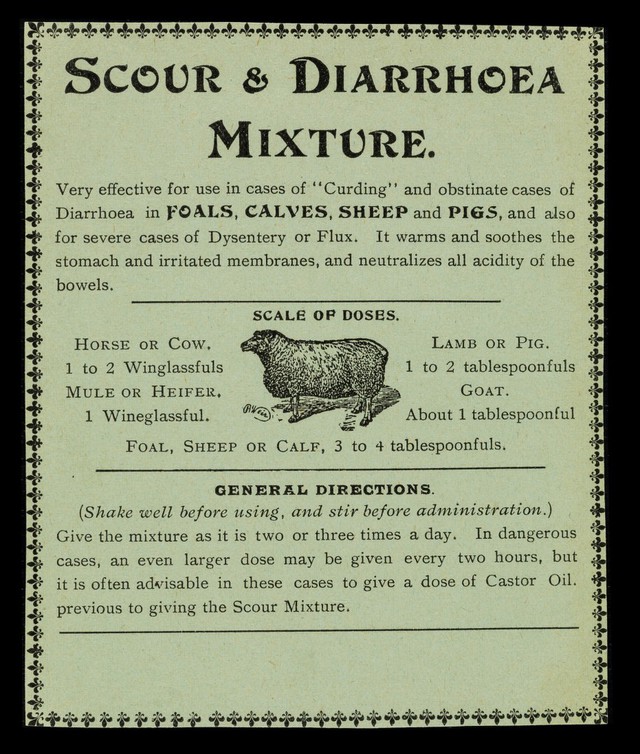 SCOUR & DIARRHOEA
MIXTURE.
Very effective for use in cases of "Curding" and obstinate cases of
Diarrhoea in FOALS, CALVES, SHEEP and PIGS, and also
for severe cases of Dysentery or Flux. It warms and soothes the
stomach and irritated membranes, and neutralizes all acidity of the
bowels.
SCALE OF DOSES.
HORSE OR COW.
1 to 2 Winglassfuls
MULE OR HEIFER.
1 Wineglassful.
LAMB OR PIG.
1 to 2 tablespoonfuls
GOAT.
About 1 tablespoonful
FOAL, SHEEP OR CALF, 3 to 4 tablespoonfuls.
GENERAL DIRECTIONS.
(Shake well before using, and stir before administration.)
Give the mixture as it is two or three times a day. In dangerous
cases, an even larger dose may be given every two hours, but
it is often advisable in these cases to give a dose of Castor Oil.
previous to giving the Scour Mixture.